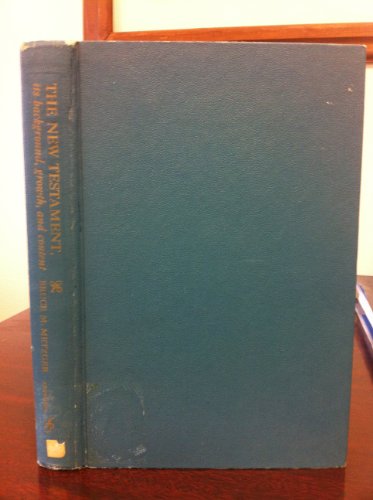 THE NEW TESTAMENT,
its background, growth, and content
BRUCE M. METZGER